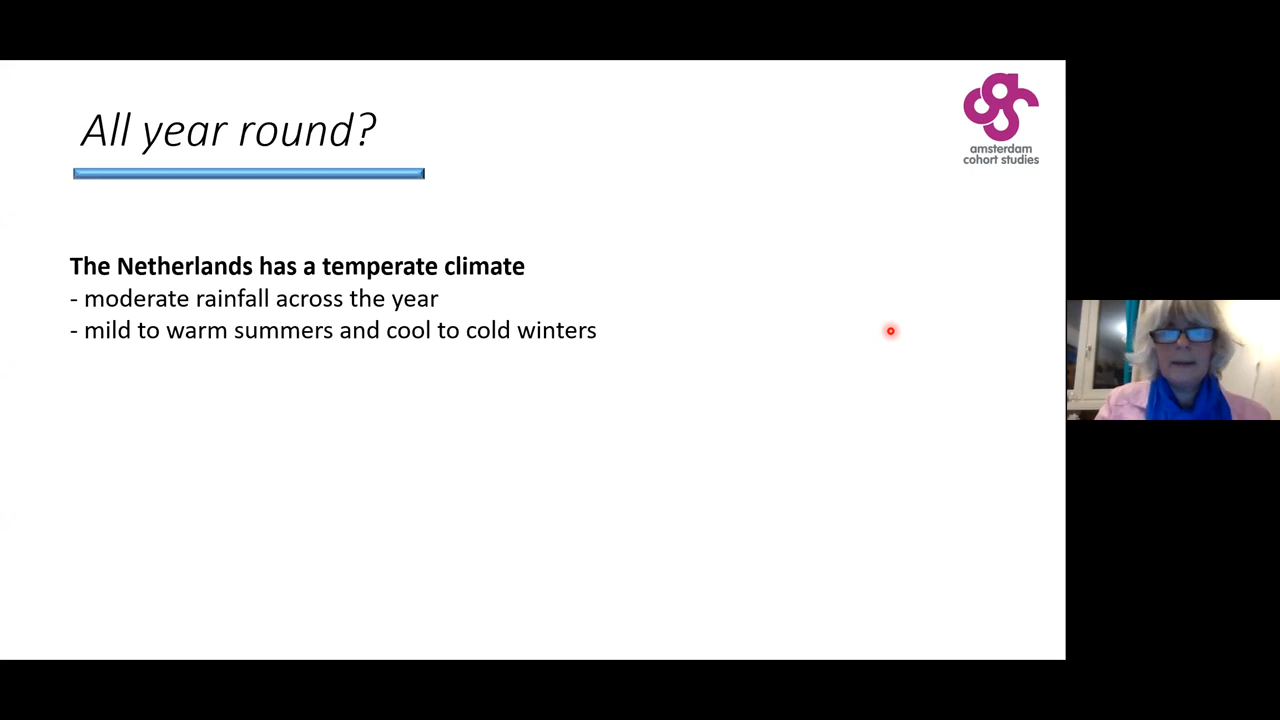 All year round?
amsterdam
cohort studies
The Netherlands has a temperate climate
- moderate rainfall across the year
- mild to warm summers and cool to cold winters